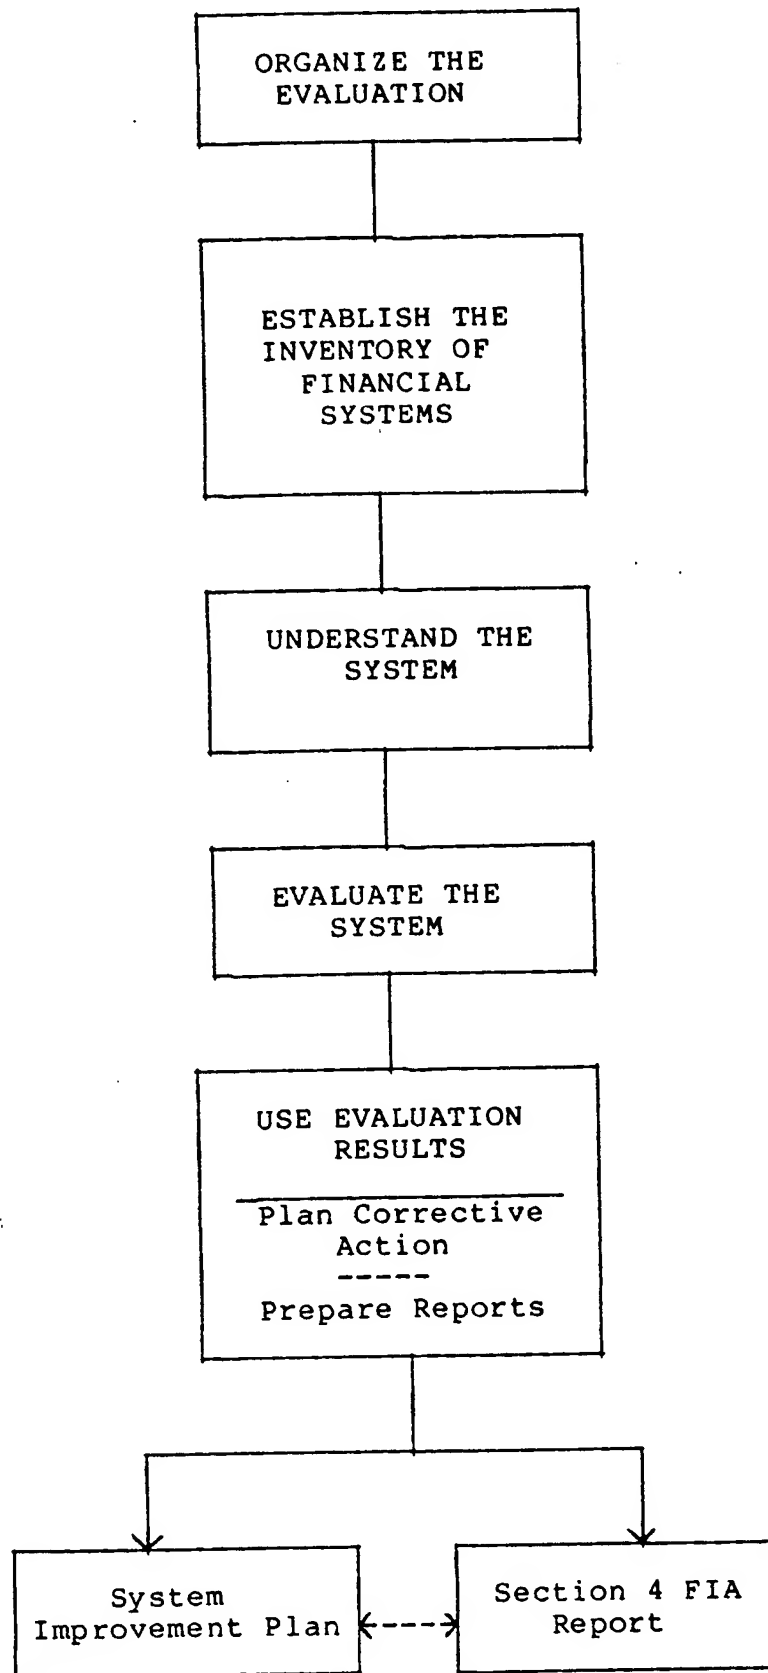 ORGANIZE THE
EVALUATION
ESTABLISH THE
INVENTORY OF
FINANCIAL
SYSTEMS
UNDERSTAND THE
SYSTEM
EVALUATE THE
SYSTEM
USE EVALUATION
RESULTS
Plan Corrective
Action
-----
Prepare Reports
System
Improvement Plan
Section 4 FIA
Report